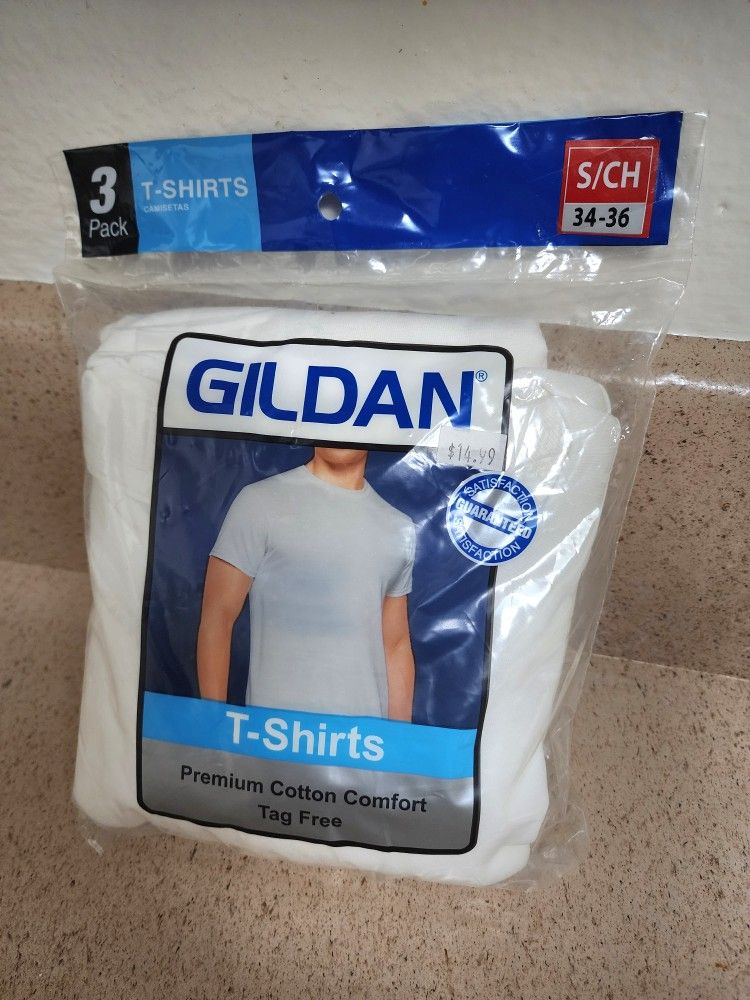 3
Pack
T-SHIRTS
CAMISETAS
S/CH
34-36
GILDAN®
$14.99
SATISFACTION
GUARANTEED
SATISFACTION
T-Shirts
Premium Cotton Comfort
Tag Free